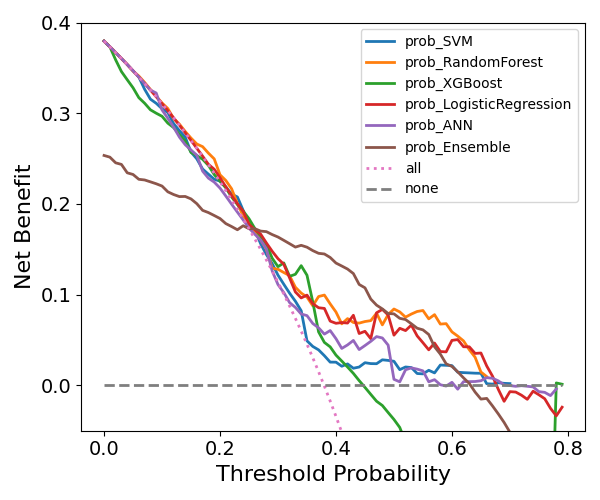 0.4
0.3
0.2
0.1
0.0
Net Benefit
prob_SVM
prob_RandomForest
prob_XGBoost
prob_LogisticRegression
prob_ANN
prob_Ensemble
all
none
0.0 0.2 0.4 0.6 0.8
Threshold Probability